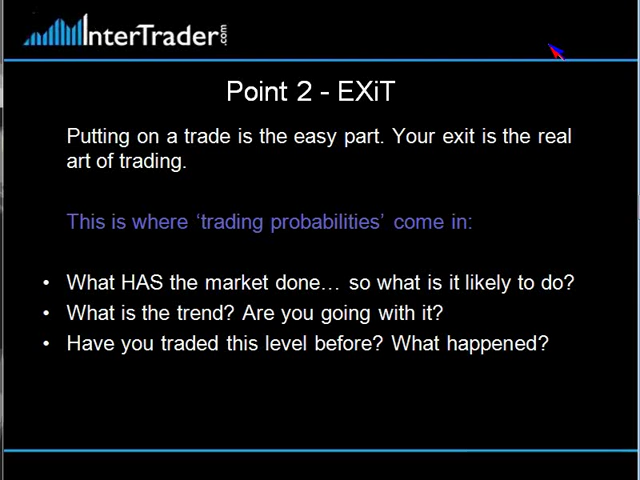 InterTrader.com
Point 2 - EXiT
Putting on a trade is the easy part. Your exit is the real
art of trading.
This is where ‘trading probabilities’ come in:
• What HAS the market done… so what is it likely to do?
• What is the trend? Are you going with it?
• Have you traded this level before? What happened?